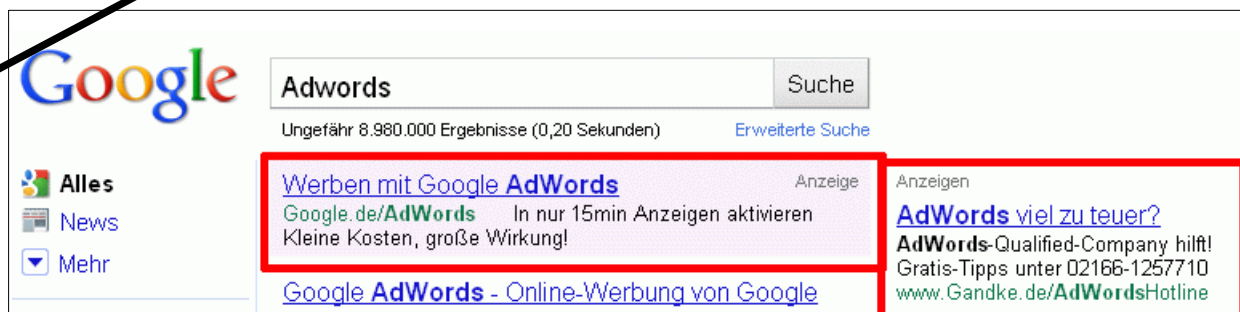 Google
Adwords
Suche
Ungefähr 8.980.000 Ergebnisse (0,20 Sekunden)
Erweiterte Suche
Alles
News
Mehr
Werben mit Google AdWords
Anzeige
Google.de/AdWords In nur 15min Anzeigen aktivieren
Kleine Kosten, große Wirkung!
Google AdWords - Online-Werbung von Google
Anzeigen
AdWords viel zu teuer?
AdWords-Qualified-Company hilft!
Gratis-Tipps unter 02166-1257710
www.Gandke.de/AdWordsHotline